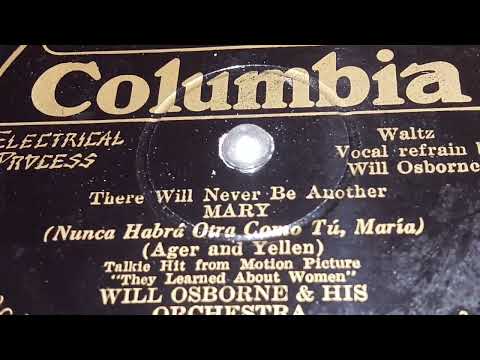 Columbia
ELECTRICAL
PROCESS
Waltz
Vocal refrain
Will Osborne
There Will Never Be Another
MARY
(Nunca Habrá Otra Como Tú, María)
(Ager and Yellen)
Talkie Hit from Motion Picture
"They Learned About Women"
WILL OSBORNE & HIS
ORCHESTRA